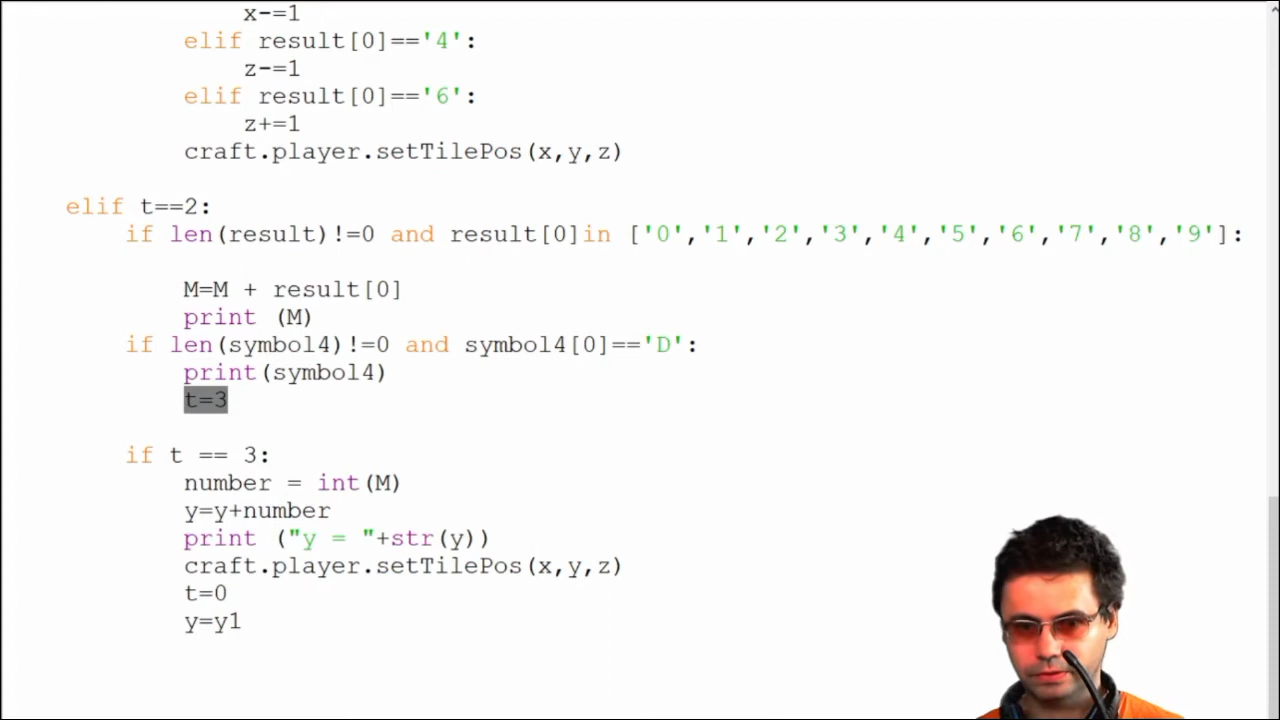 x-=1
elif result[0]=='4':
z-=1
elif result[0]=='6':
z+=1
craft.player.setTilePos(x,y,z)
elif t==2:
if len(result)!=0 and result[0]in ['0','1','2','3','4','5','6','7','8','9']:
M=M + result[0]
print (M)
if len(symbol4)!=0 and symbol4[0]=='D':
print(symbol4)
t=3
if t == 3:
number = int(M)
y=y+number
print ("y = "+str(y))
craft.player.setTilePos(x,y,z)
t=0
y=y1